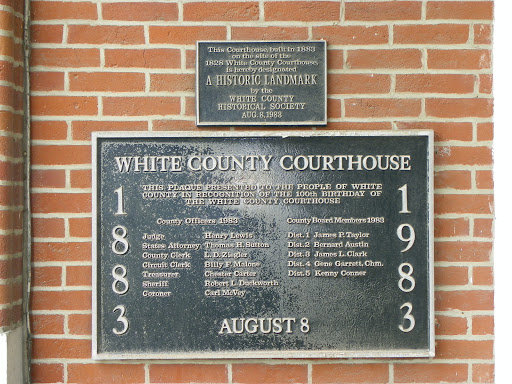 This Courthouse, built in 1883
on the site of the
1828 White County Courthouse,
is hereby designated
A HISTORIC LANDMARK
by the
WHITE COUNTY
HISTORICAL SOCIETY
AUG. 8, 1983
WHITE COUNTY COURTHOUSE
THIS PLAQUE PRESENTED TO THE PEOPLE OF WHITE
COUNTY IN RECOGNITION OF THE 100th BIRTHDAY OF
THE WHITE COUNTY COURTHOUSE
1883
County Officers 1983
Judge Henry Lewis
States Attorney Thomas H. Sutton
County Clerk L. D. Ziegler
Circuit Clerk Billy F. Malone
Treasurer Chester Carter
Sheriff Robert L. Duckworth
Coroner Carl McVey
County Board Members 1983
Dist. 1 James P. Taylor
Dist. 2 Bernard Austin
Dist. 3 James L. Clark
Dist. 4 Gene Garrett, Chm.
Dist. 5 Kenny Conner
1983
AUGUST 8